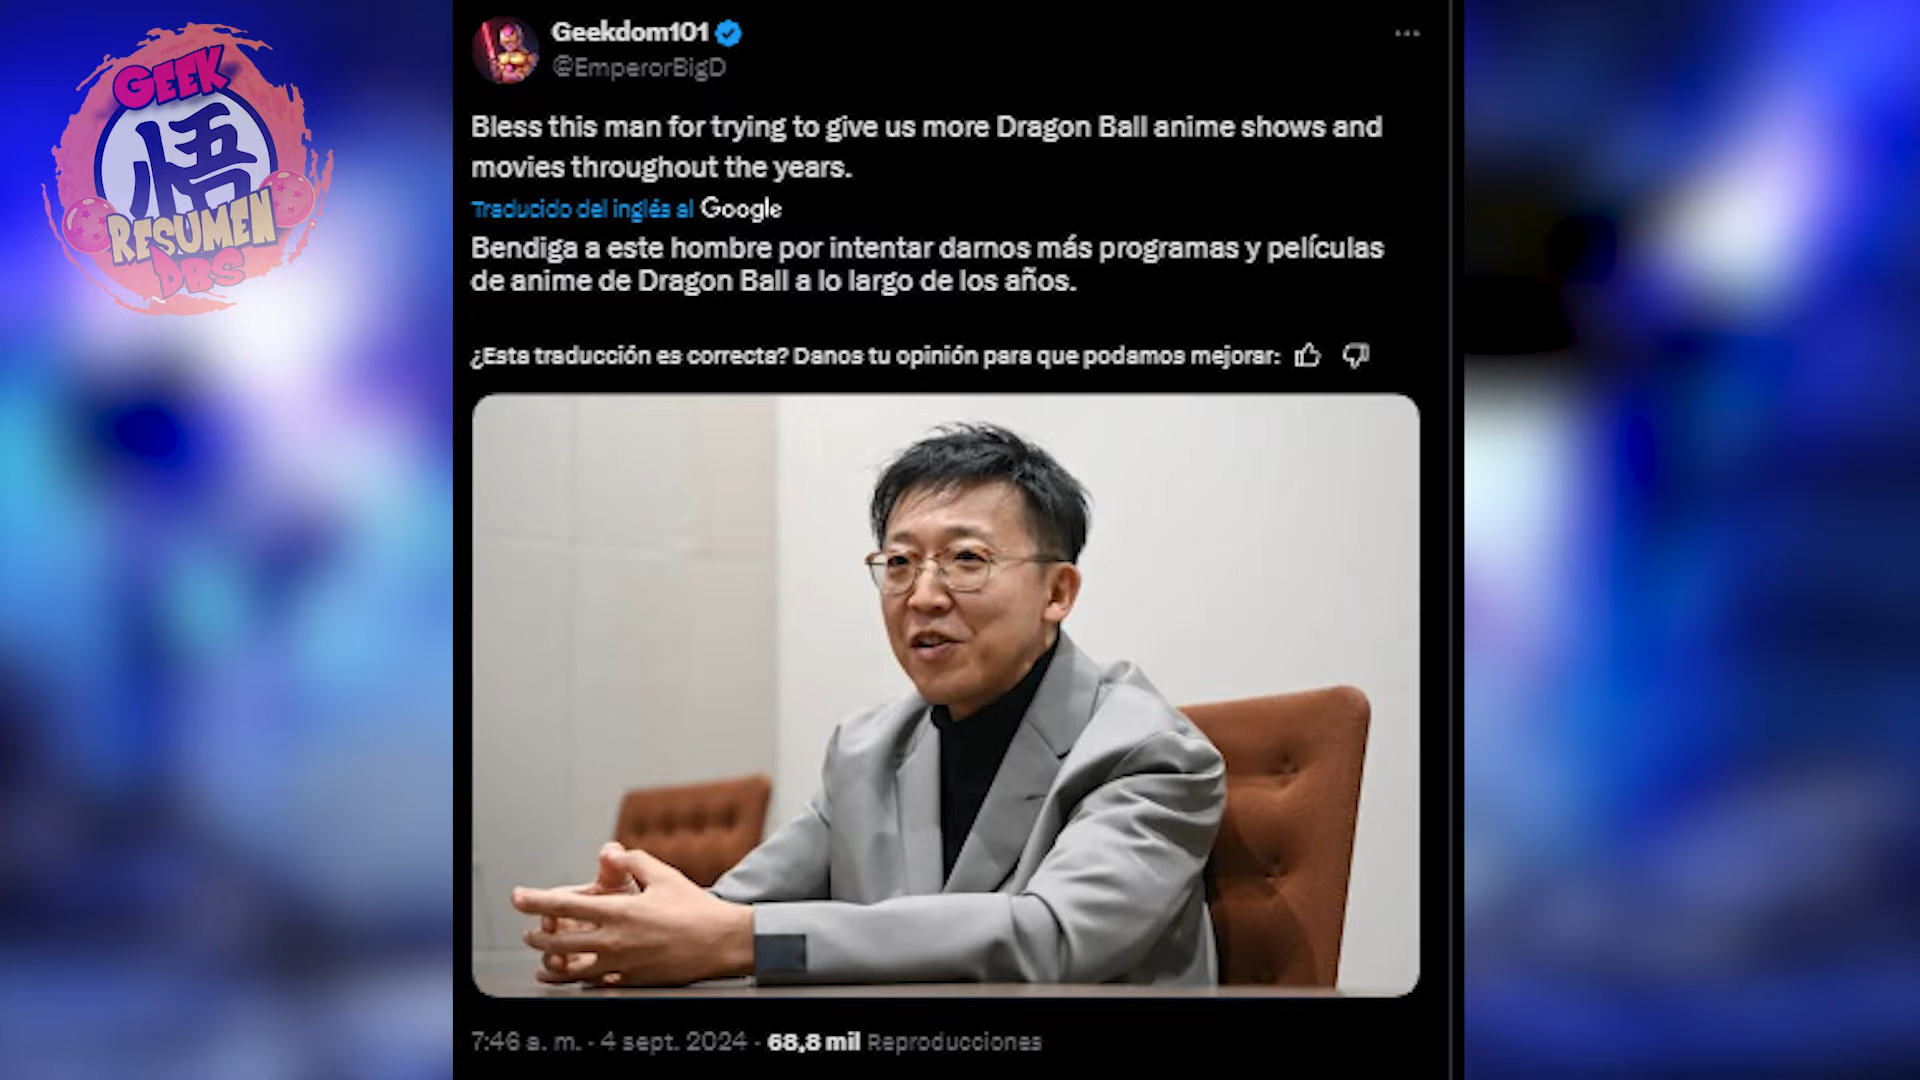 GEEK
悟
RESUMEN
DBS
Geekdom101
@EmperorBigD
Bless this man for trying to give us more Dragon Ball anime shows and
movies throughout the years.
Traducido del inglés al Google
Bendiga a este hombre por intentar darnos más programas y películas
de anime de Dragon Ball a lo largo de los años.
¿Esta traducción es correcta? Danos tu opinión para que podamos mejorar:
7:46 a. m. · 4 sept. 2024 · 68,8 mil Reproducciones